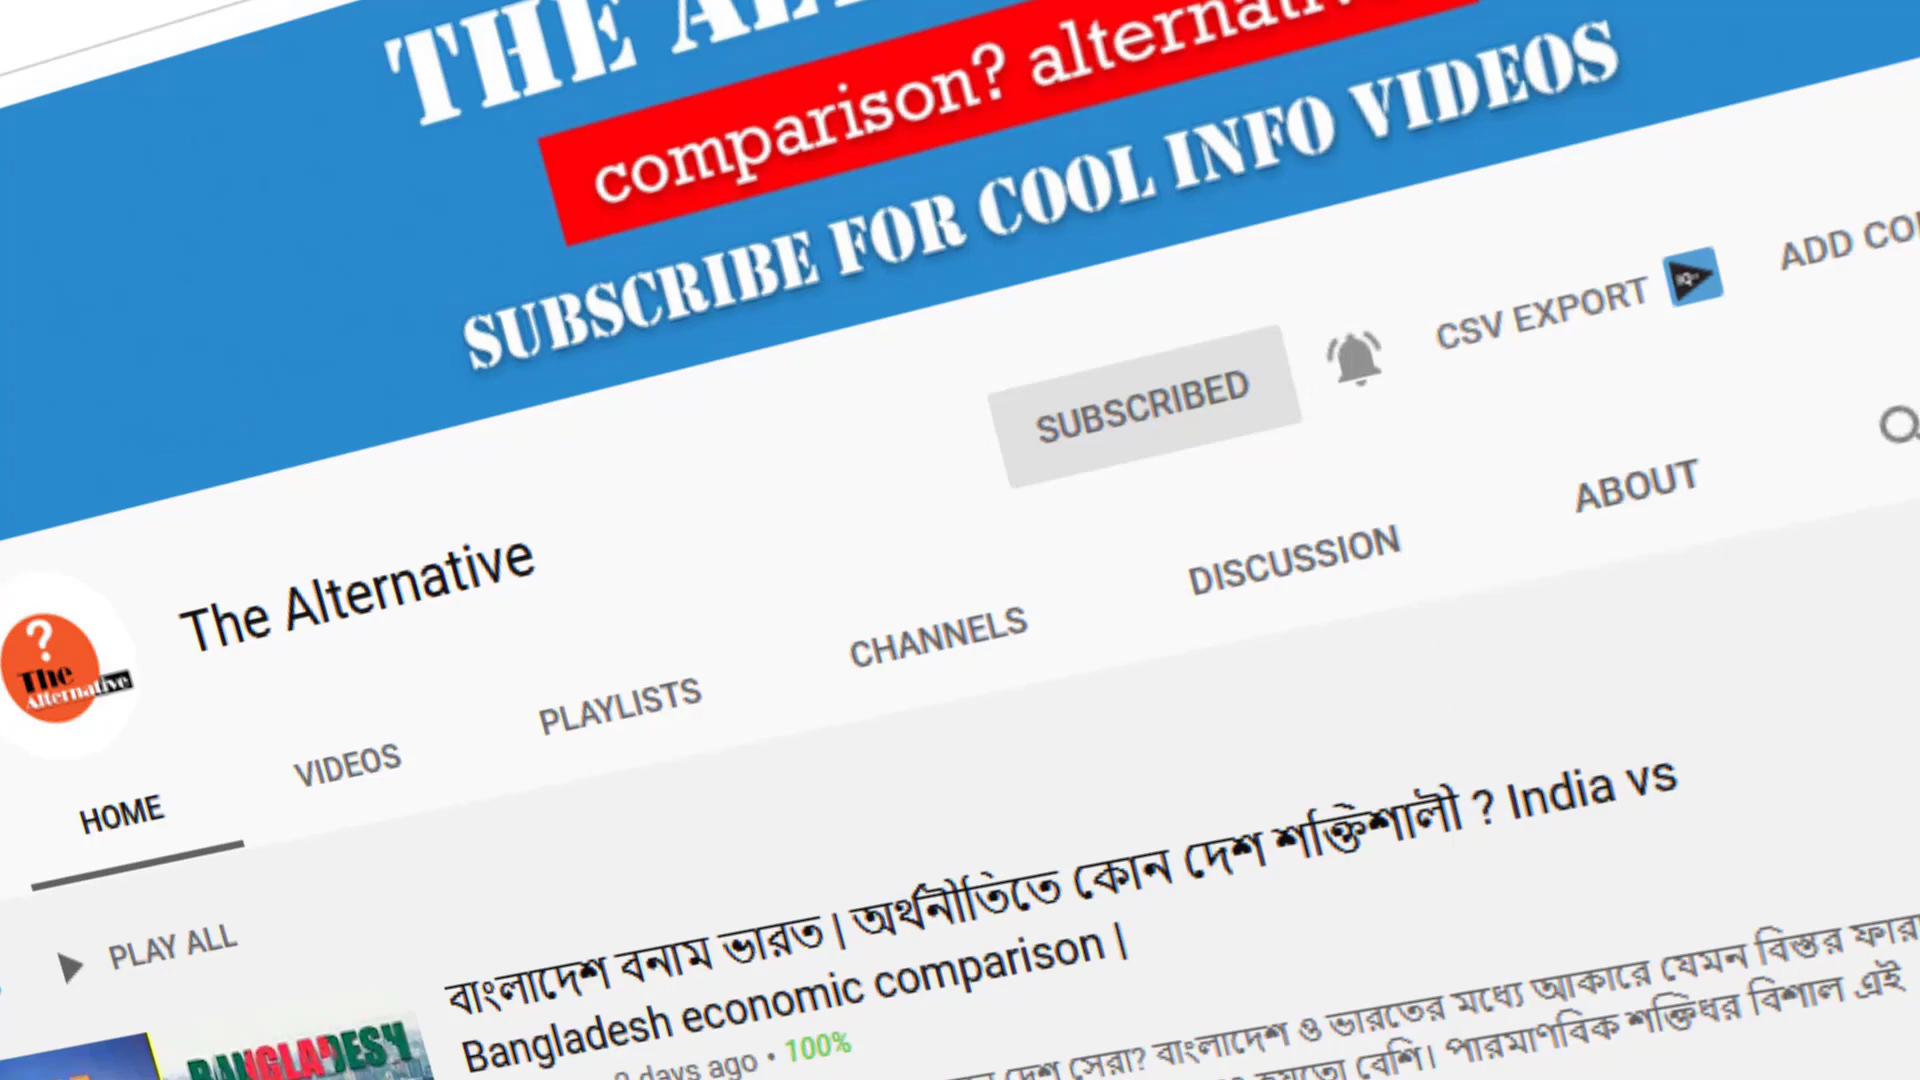 THE
comparison? alternative
SUBSCRIBE FOR COOL INFO VIDEOS
SUBSCRIBED
CSV EXPORT
ADD
The Alternative
?
The
Alternative
HOME
VIDEOS
PLAYLISTS
CHANNELS
DISCUSSION
ABOUT
PLAY ALL
বাংলাদেশ বনাম ভারত | অর্থনীতিতে কোন দেশ শক্তিশালী ? India vs
Bangladesh economic comparison |
days ago • 100%
দেশ সেরা? বাংলাদেশ ও ভারতের মধ্যে আকারে যেমন বিস্তর
বেশি। পারমাণবিক শক্তিধর বিশাল এই
BANGLADESH